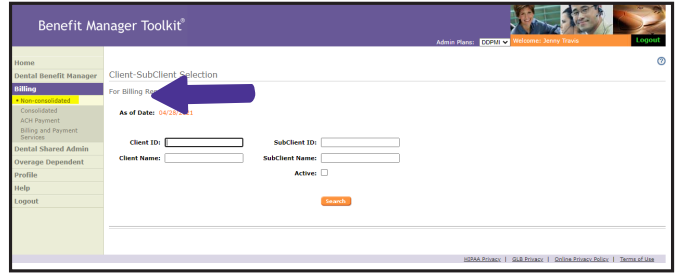 Benefit Manager Toolkit®
Admin Plans: DDPMI Welcome: Jenny Travis Logout
Home
Dental Benefit Manager
Billing
• Non-consolidated
Consolidated
ACH Payment
Billing and Payment
Services
Dental Shared Admin
Overage Dependent
Profile
Help
Logout
?
Client-SubClient Selection
For Billing
As of Date: 04/28/2021
Client ID: SubClient ID:
Client Name: SubClient Name:
Active:
Search
HIPAA Privacy | GLB Privacy | Online Privacy Policy | Terms of Use